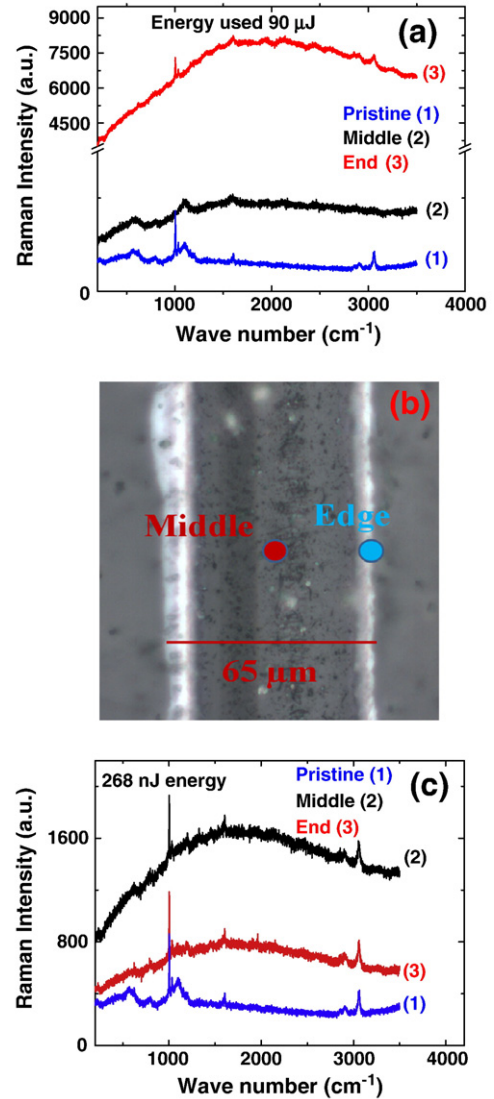 Energy used 90 µJ
(a)
9000
7500
6000
4500
0
Raman Intensity (a.u.)
(3)
Pristine (1)
Middle (2)
End (3)
(2)
(1)
1000 2000 3000 4000
Wave number (cm-1)
(b)
Middle
Edge
65 µm
268 nJ energy
(c)
Pristine (1)
Middle (2)
End (3)
1600
800
0
Raman Intensity (a.u.)
(2)
(3)
(1)
1000 2000 3000 4000
Wave number (cm-1)